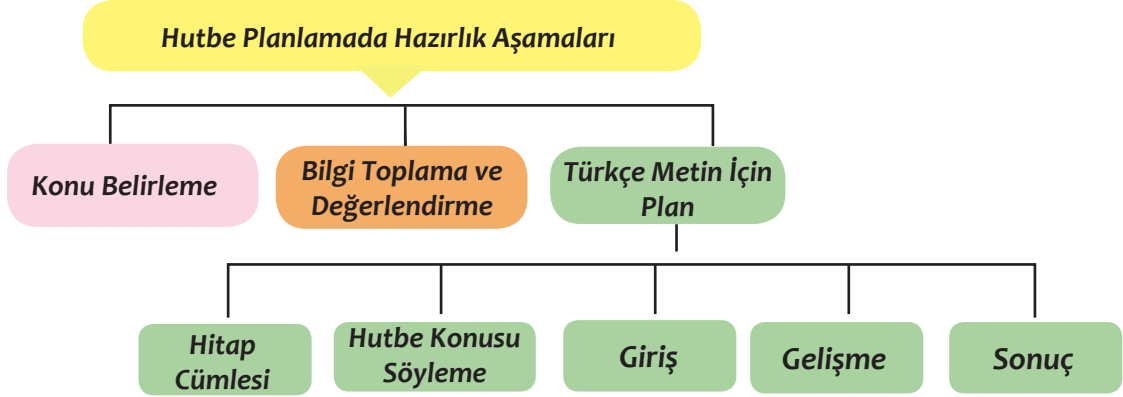 Hutbe Planlamada Hazırlık Aşamaları
Konu Belirleme
Bilgi Toplama ve
Değerlendirme
Türkçe Metin İçin
Plan
Hitap
Cümlesi
Hutbe Konusu
Söyleme
Giriş
Gelişme
Sonuç